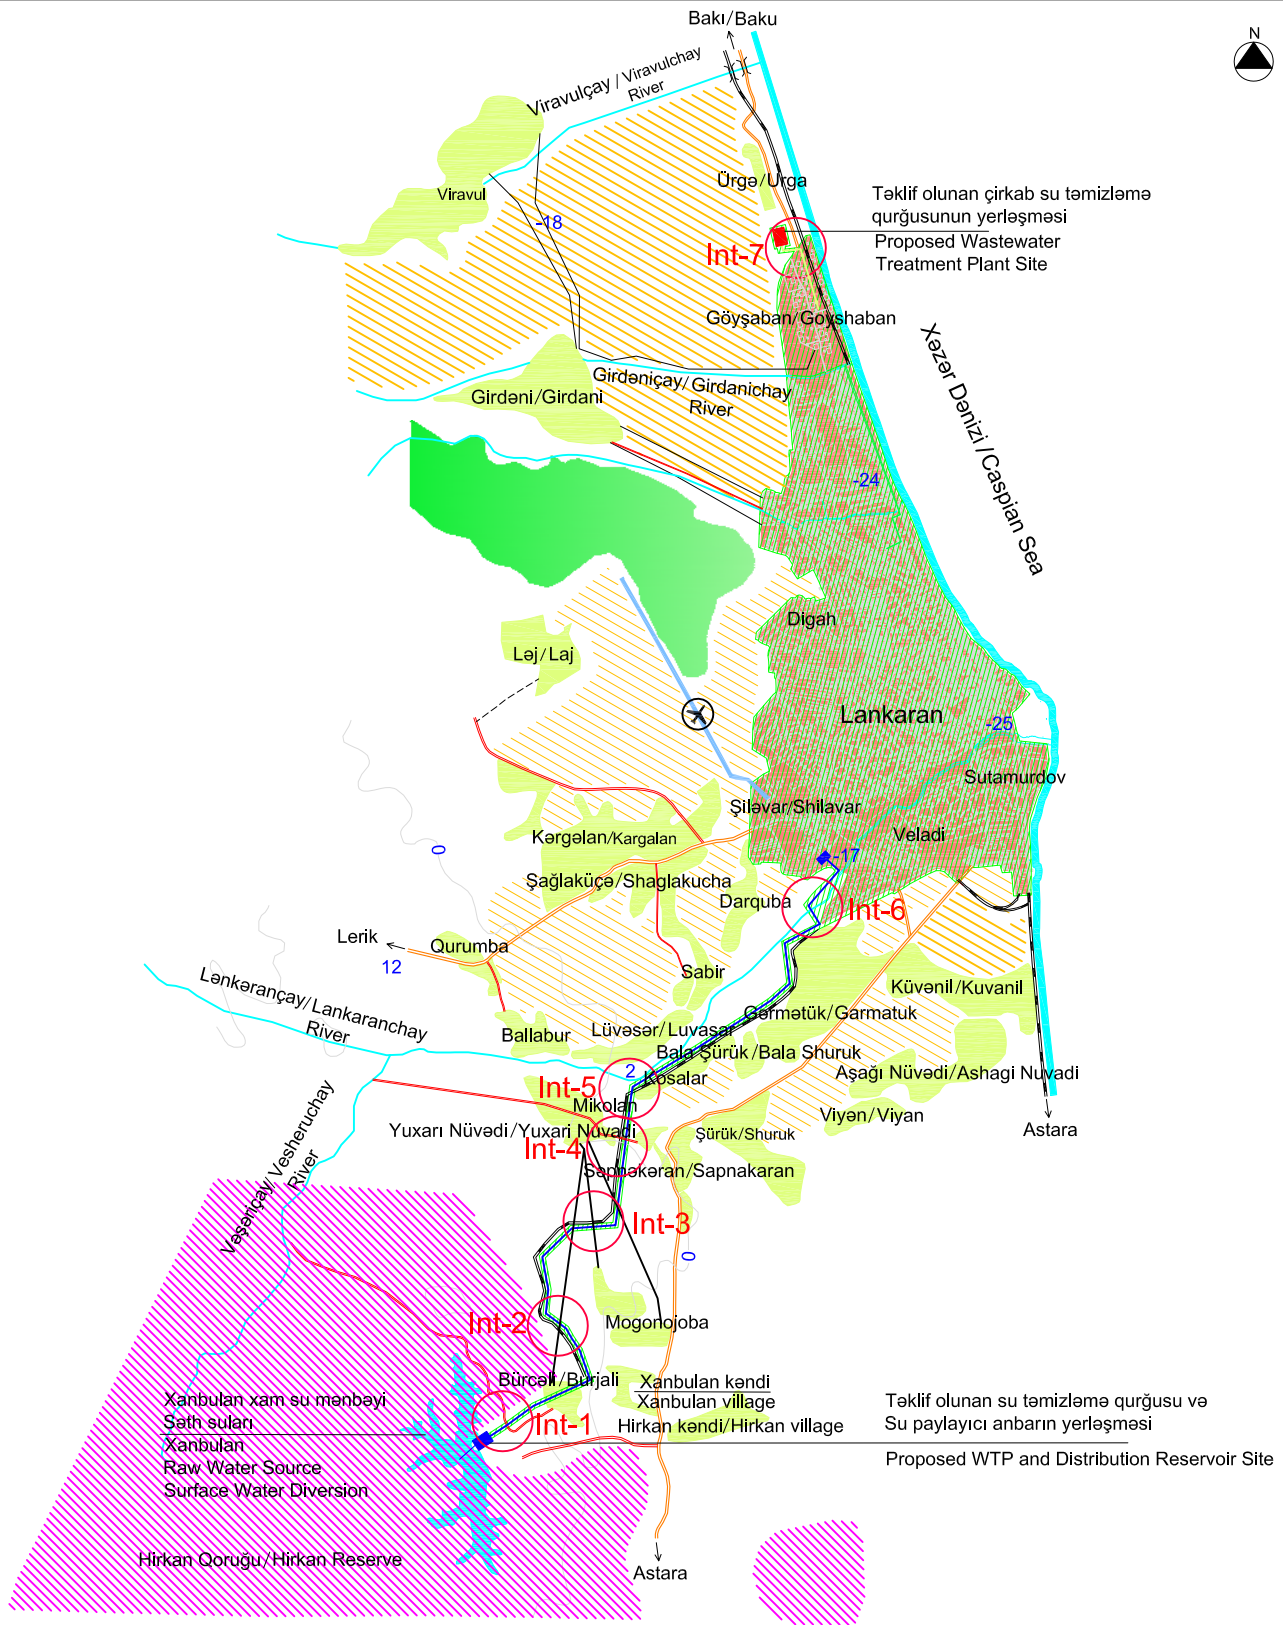 Bakı/Baku
N
Viravulçay / Viravulchay
River
Viravul
Ürgə/Urga
Təklif olunan çirkab su təmizləmə
qurğusunun yerləşməsi
Proposed Wastewater
Treatment Plant Site
-18
Int-7
Göyşaban/Goyshaban
Xəzər Dənizi /Caspian Sea
Girdəniçay/Girdanichay
River
Girdəni/Girdani
-24
Digah
Ləj/Laj
Lankaran
-25
Sutamurdov
Şiləvar/Shilavar
Veladi
Kərgəlan/Kargalan
0
-17
Şağlaküçə/Shaglakucha
Darquba
Int-6
Lerik
12
Qurumba
Sabir
Küvənil/Kuvanil
Lənkərançay/Lankaranchay
River
Gərmətük/Garmatuk
Ballabur
Lüvəsər/Luvasar
Bala Şürük/Bala Shuruk
2
Kosalar
Aşağı Nüvədi/Ashagi Nuvadi
Int-5
Mikolan
Viyən/Viyan
Astara
Yuxarı Nüvədi/Yuxari Nuvadi
Şürük/Shuruk
Int-4
Səpnəkəran/Sapnakaran
Vəşəriçay/Vesheruchay
River
Int-3
0
Int-2
Mogonojoba
Bürcəli/Burjali
Xanbulan kəndi
Xanbulan village
Hirkan kəndi/Hirkan village
Int-1
Xanbulan xam su mənbəyi
Səth suları
Xanbulan
Raw Water Source
Surface Water Diversion
Təklif olunan su təmizləmə qurğusu və
Su paylayıcı anbarın yerləşməsi
Proposed WTP and Distribution Reservoir Site
Hirkan Qoruğu/Hirkan Reserve
Astara